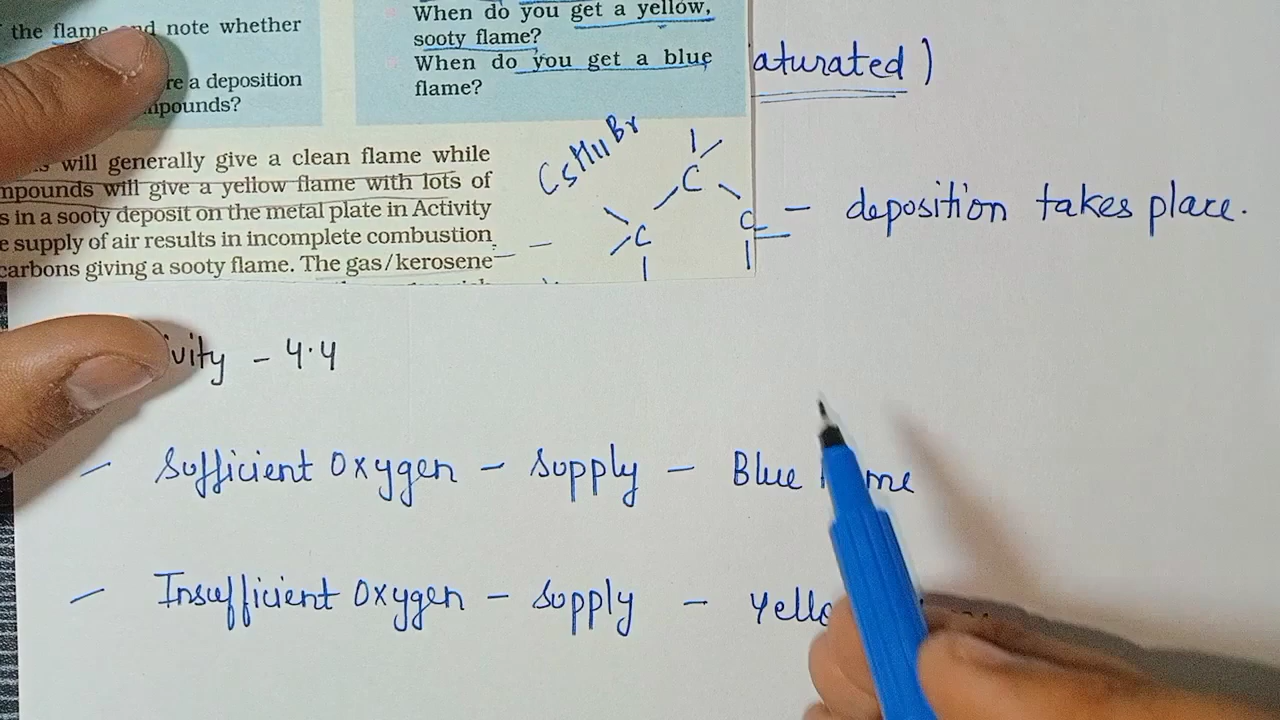 the flame and note whether
re a deposition
mpounds?
When do you get a yellow,
sooty flame?
When do you get a blue
flame?
aturated)
will generally give a clean flame while
mpounds will give a yellow flame with lots of
s in a sooty deposit on the metal plate in Activity
e supply of air results in incomplete combustion
carbons giving a sooty flame. The gas/kerosene
C5H11Br
C
C
C
- deposition takes place.
ivity - 4.4
- Sufficient Oxygen - Supply - Blue me
- Insufficient Oxygen - Supply - Yello